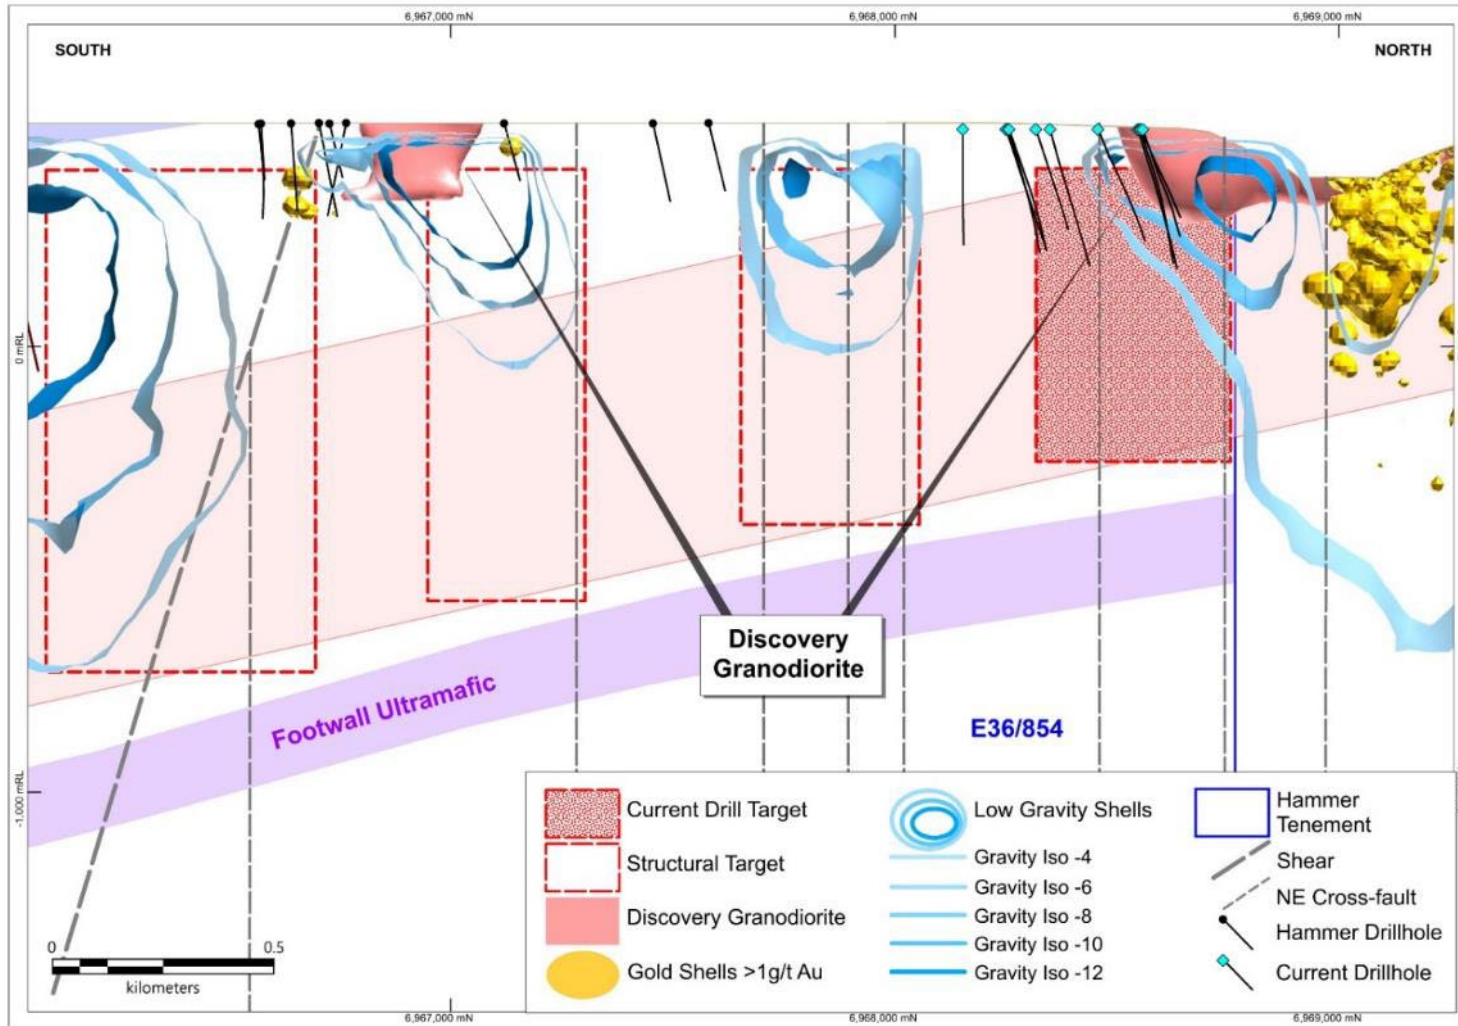 6,967,000 mN
6,968,000 mN
6,969,000 mN
SOUTH
NORTH
0 mRL
-1,000 mRL
Discovery
Granodiorite
Footwall Ultramafic
E36/854
0
0.5
kilometers
Current Drill Target
Structural Target
Discovery Granodiorite
Gold Shells >1g/t Au
Low Gravity Shells
Gravity Iso -4
Gravity Iso -6
Gravity Iso -8
Gravity Iso -10
Gravity Iso -12
Hammer
Tenement
Shear
NE Cross-fault
Hammer Drillhole
Current Drillhole
6,967,000 mN
6,968,000 mN
6,969,000 mN